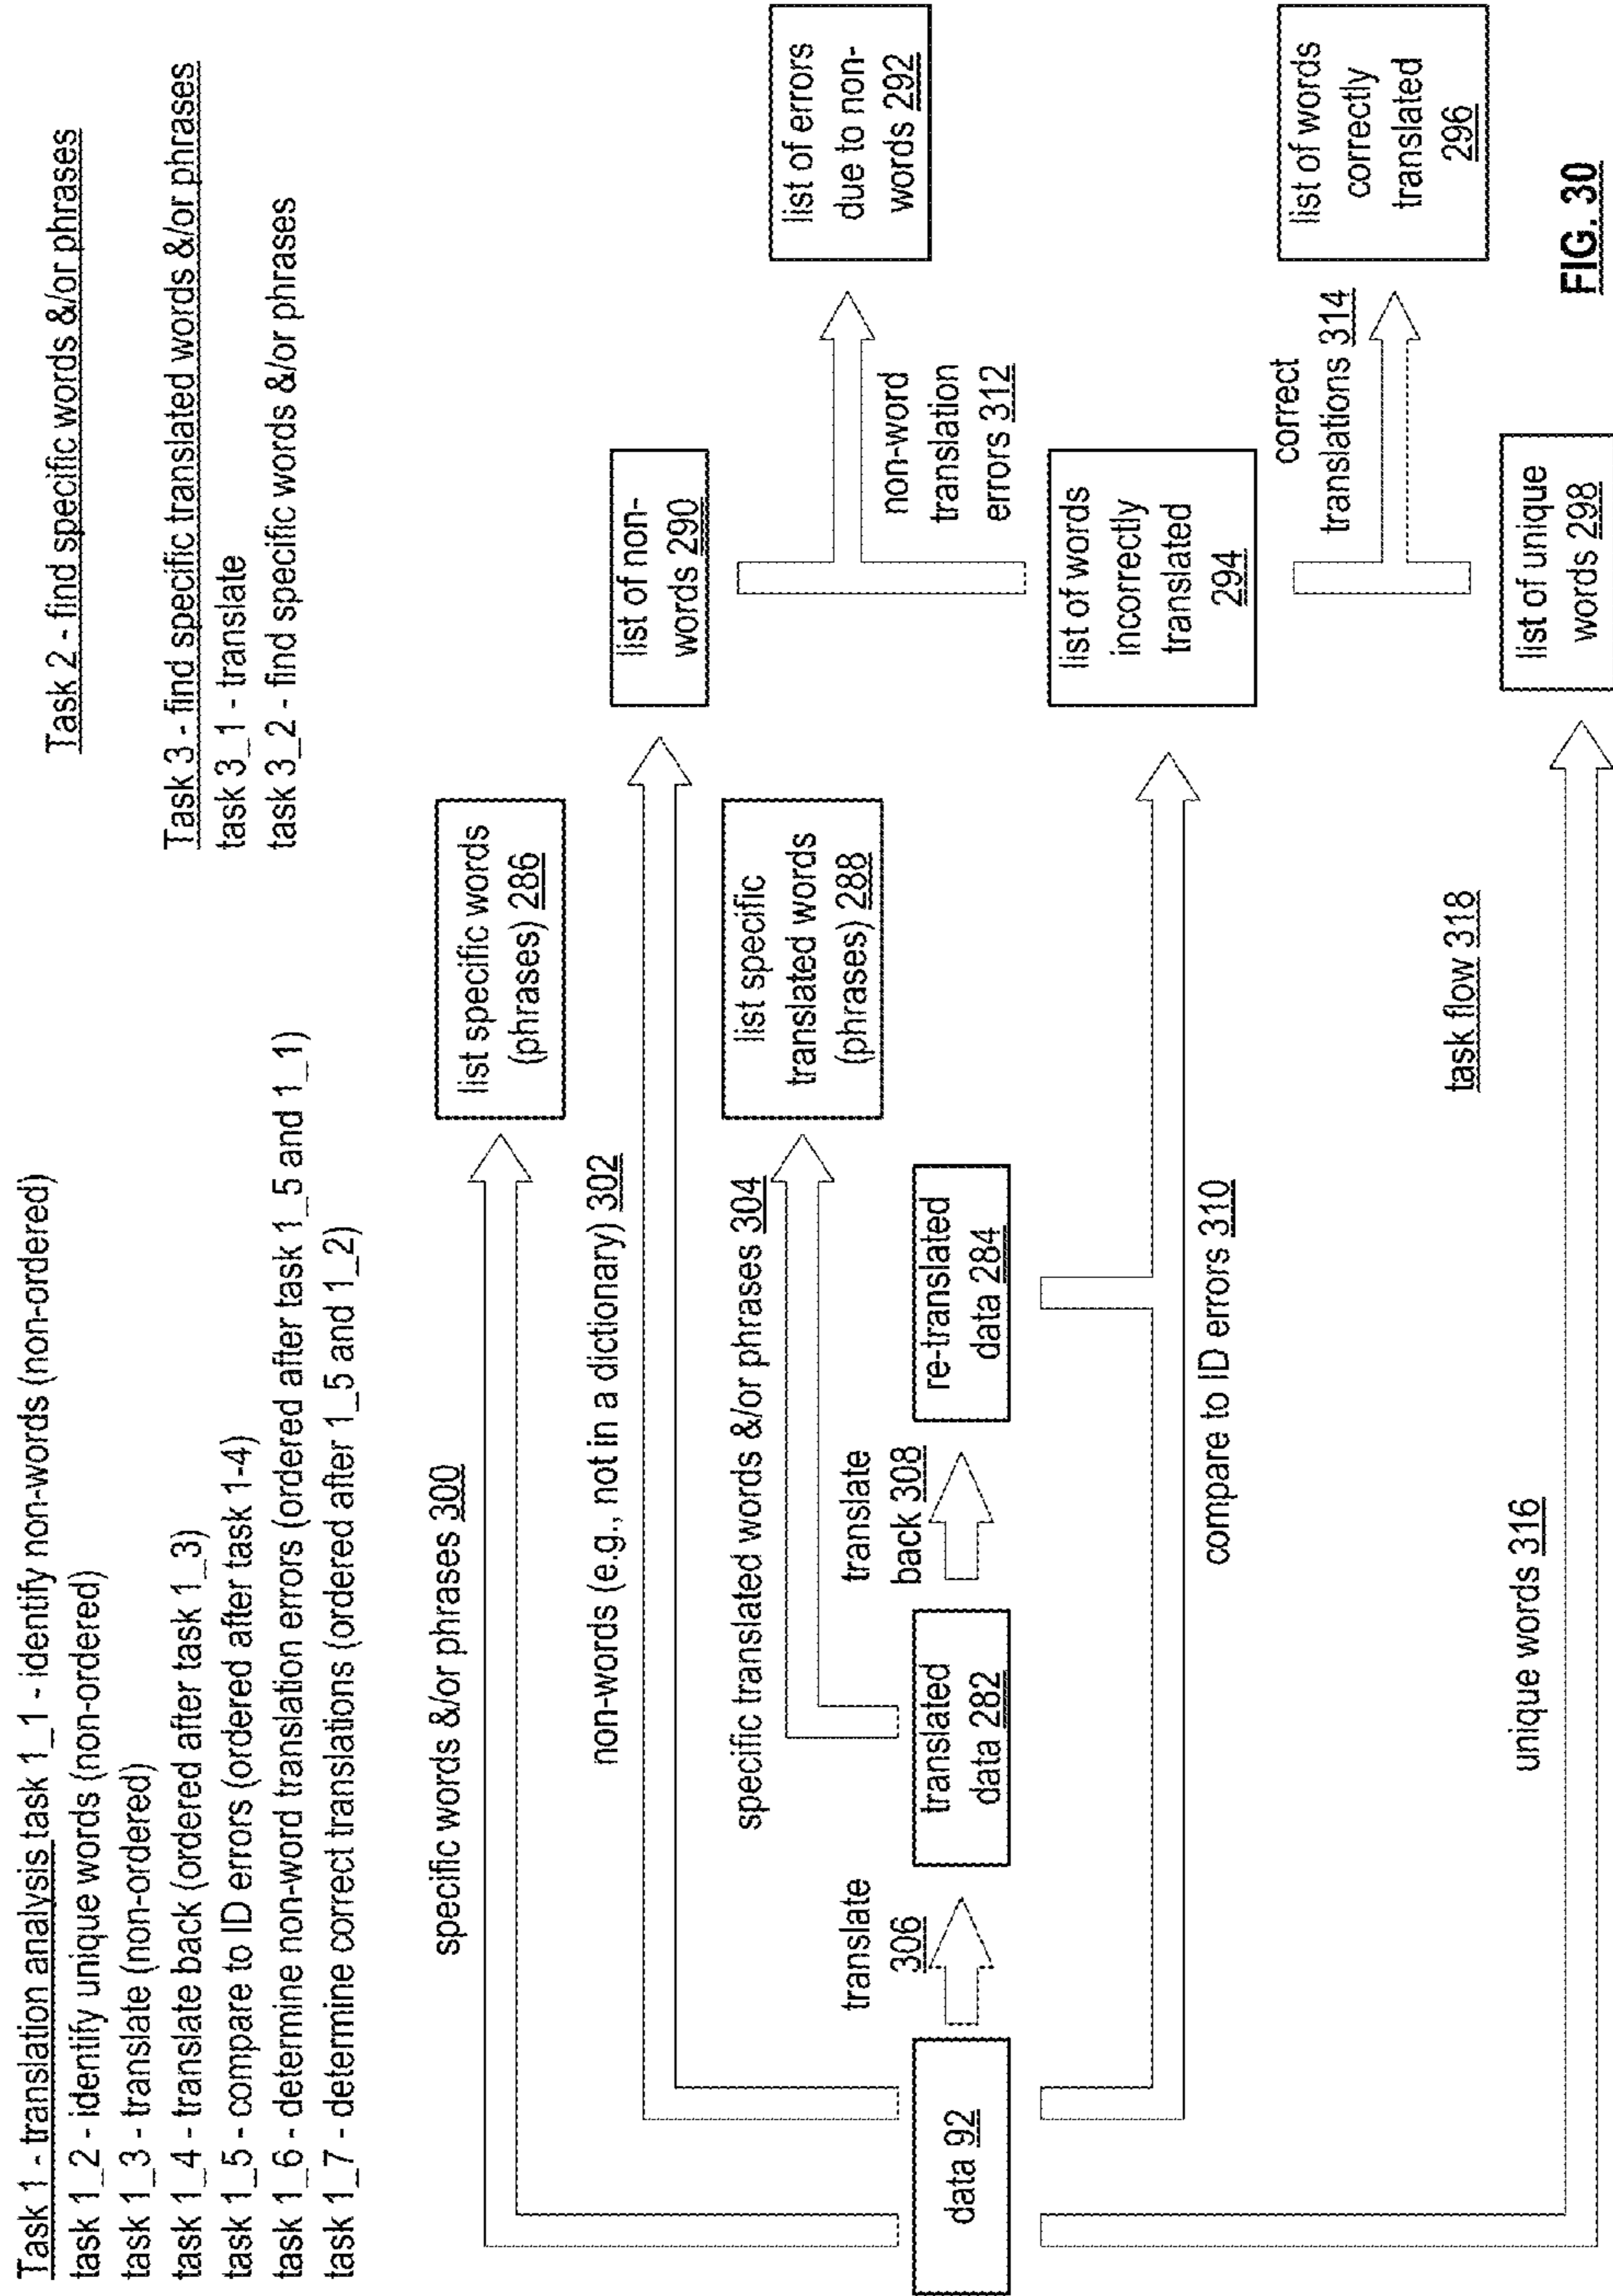 Task 1 - translation analysis task 1_1 - identify non-words (non-ordered)
task 1_2 - identify unique words (non-ordered)
task 1_3 - translate (non-ordered)
task 1_4 - translate back (ordered after task 1_3)
task 1_5 - compare to ID errors (ordered after task 1-4)
task 1_6 - determine non-word translation errors (ordered after task 1_5 and 1_1)
task 1_7 - determine correct translations (ordered after 1_5 and 1_2)
Task 2 - find specific words &/or phrases
Task 3 - find specific translated words &/or phrases
task 3_1 - translate
task 3_2 - find specific words &/or phrases
specific words &/or phrases 300
list specific words
(phrases) 286
non-words (e.g., not in a dictionary) 302
list of non-
words 290
specific translated words &/or phrases 304
list specific
translated words
(phrases) 288
non-word
translation
errors 312
list of errors
due to non-
words 292
data 92
translate
306
translated
data 282
translate
back 308
re-translated
data 284
compare to ID errors 310
list of words
incorrectly
translated
294
correct
translations 314
list of words
correctly
translated
296
unique words 316
list of unique
words 298
task flow 318
FIG. 30